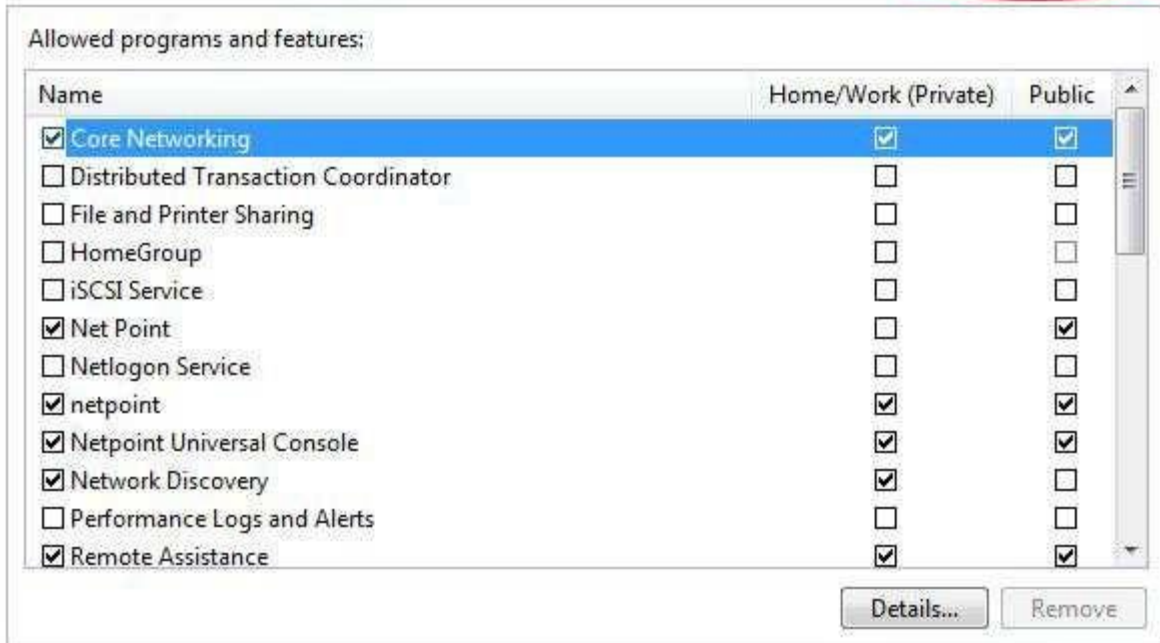 Allowed programs and features:
Name Home/Work (Private) Public
Core Networking
Distributed Transaction Coordinator
File and Printer Sharing
HomeGroup
iSCSI Service
Net Point
Netlogon Service
netpoint
Netpoint Universal Console
Network Discovery
Performance Logs and Alerts
Remote Assistance
Details... Remove